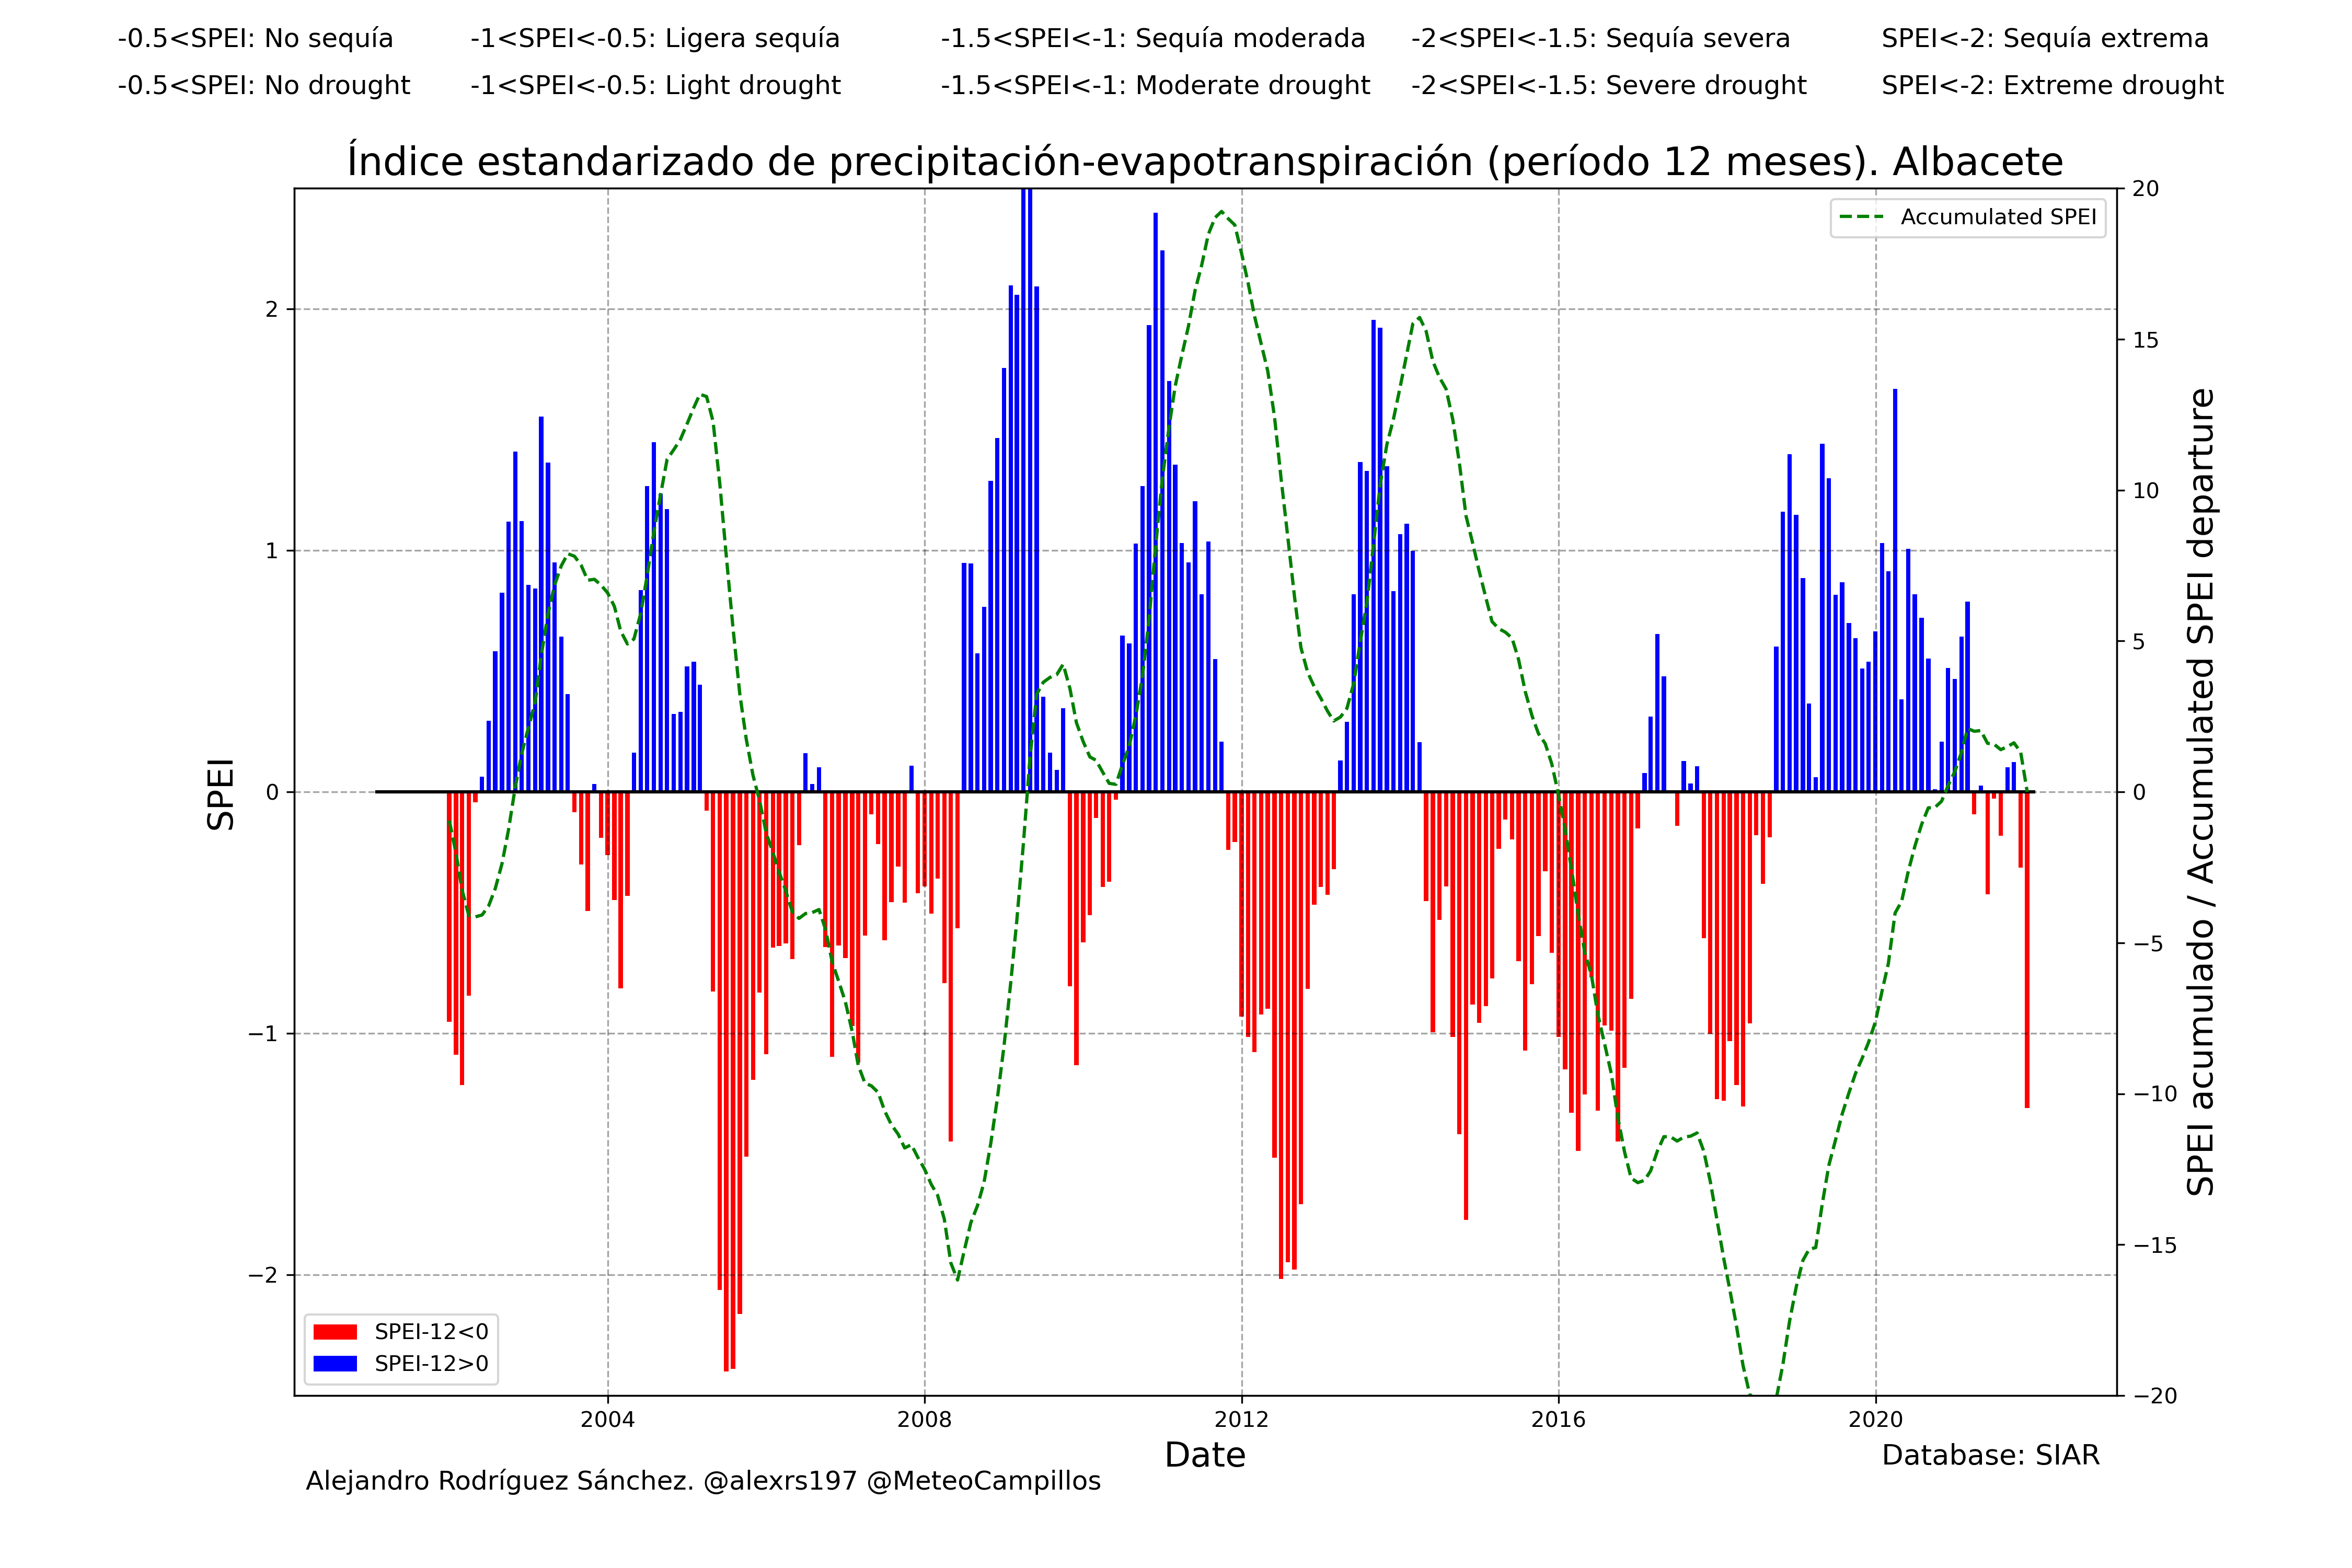 -0.5<SPEI: No sequía -1<SPEI<-0.5: Ligera sequía -1.5<SPEI<-1: Sequía moderada -2<SPEI<-1.5: Sequía severa SPEI<-2: Sequía extrema
-0.5<SPEI: No drought -1<SPEI<-0.5: Light drought -1.5<SPEI<-1: Moderate drought -2<SPEI<-1.5: Severe drought SPEI<-2: Extreme drought
Índice estandarizado de precipitación-evapotranspiración (período 12 meses). Albacete
Accumulated SPEI
SPEI
2
1
0
−1
−2
20
15
10
5
0
−5
−10
−15
−20
SPEI acumulado / Accumulated SPEI departure
SPEI-12<0
SPEI-12>0
2004 2008 2012 2016 2020
Date
Database: SIAR
Alejandro Rodríguez Sánchez. @alexrs197 @MeteoCampillos